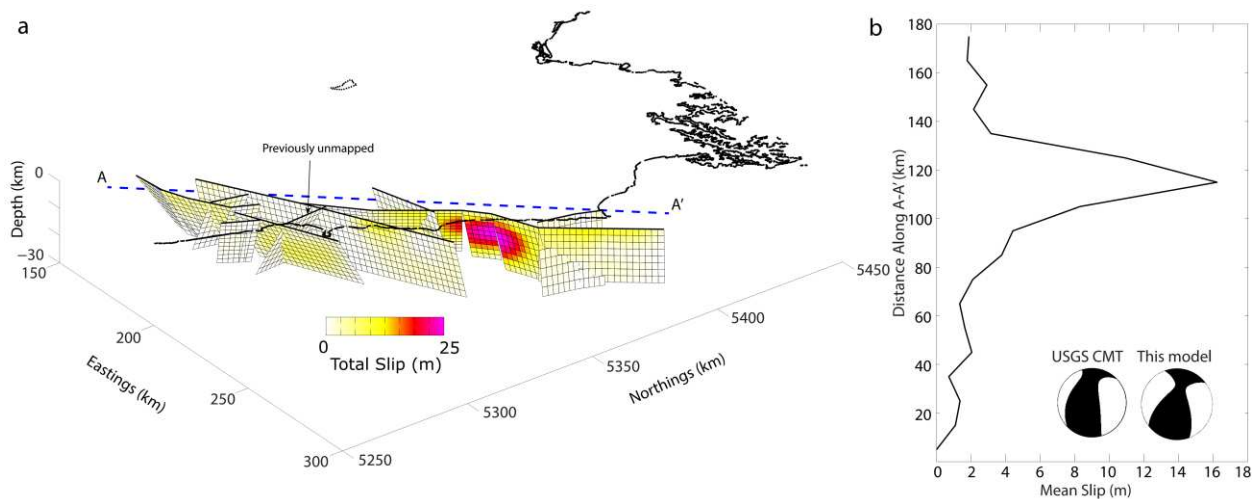 a
Previously unmapped
A
A'
Depth (km)
0
−30
150
200
250
300
Eastings (km)
5250
5300
5350
5400
5450
Northings (km)
0
25
Total Slip (m)
b
Distance Along A-A' (km)
180
160
140
120
100
80
60
40
20
USGS CMT
This model
0 2 4 6 8 10 12 14 16 18
Mean Slip (m)